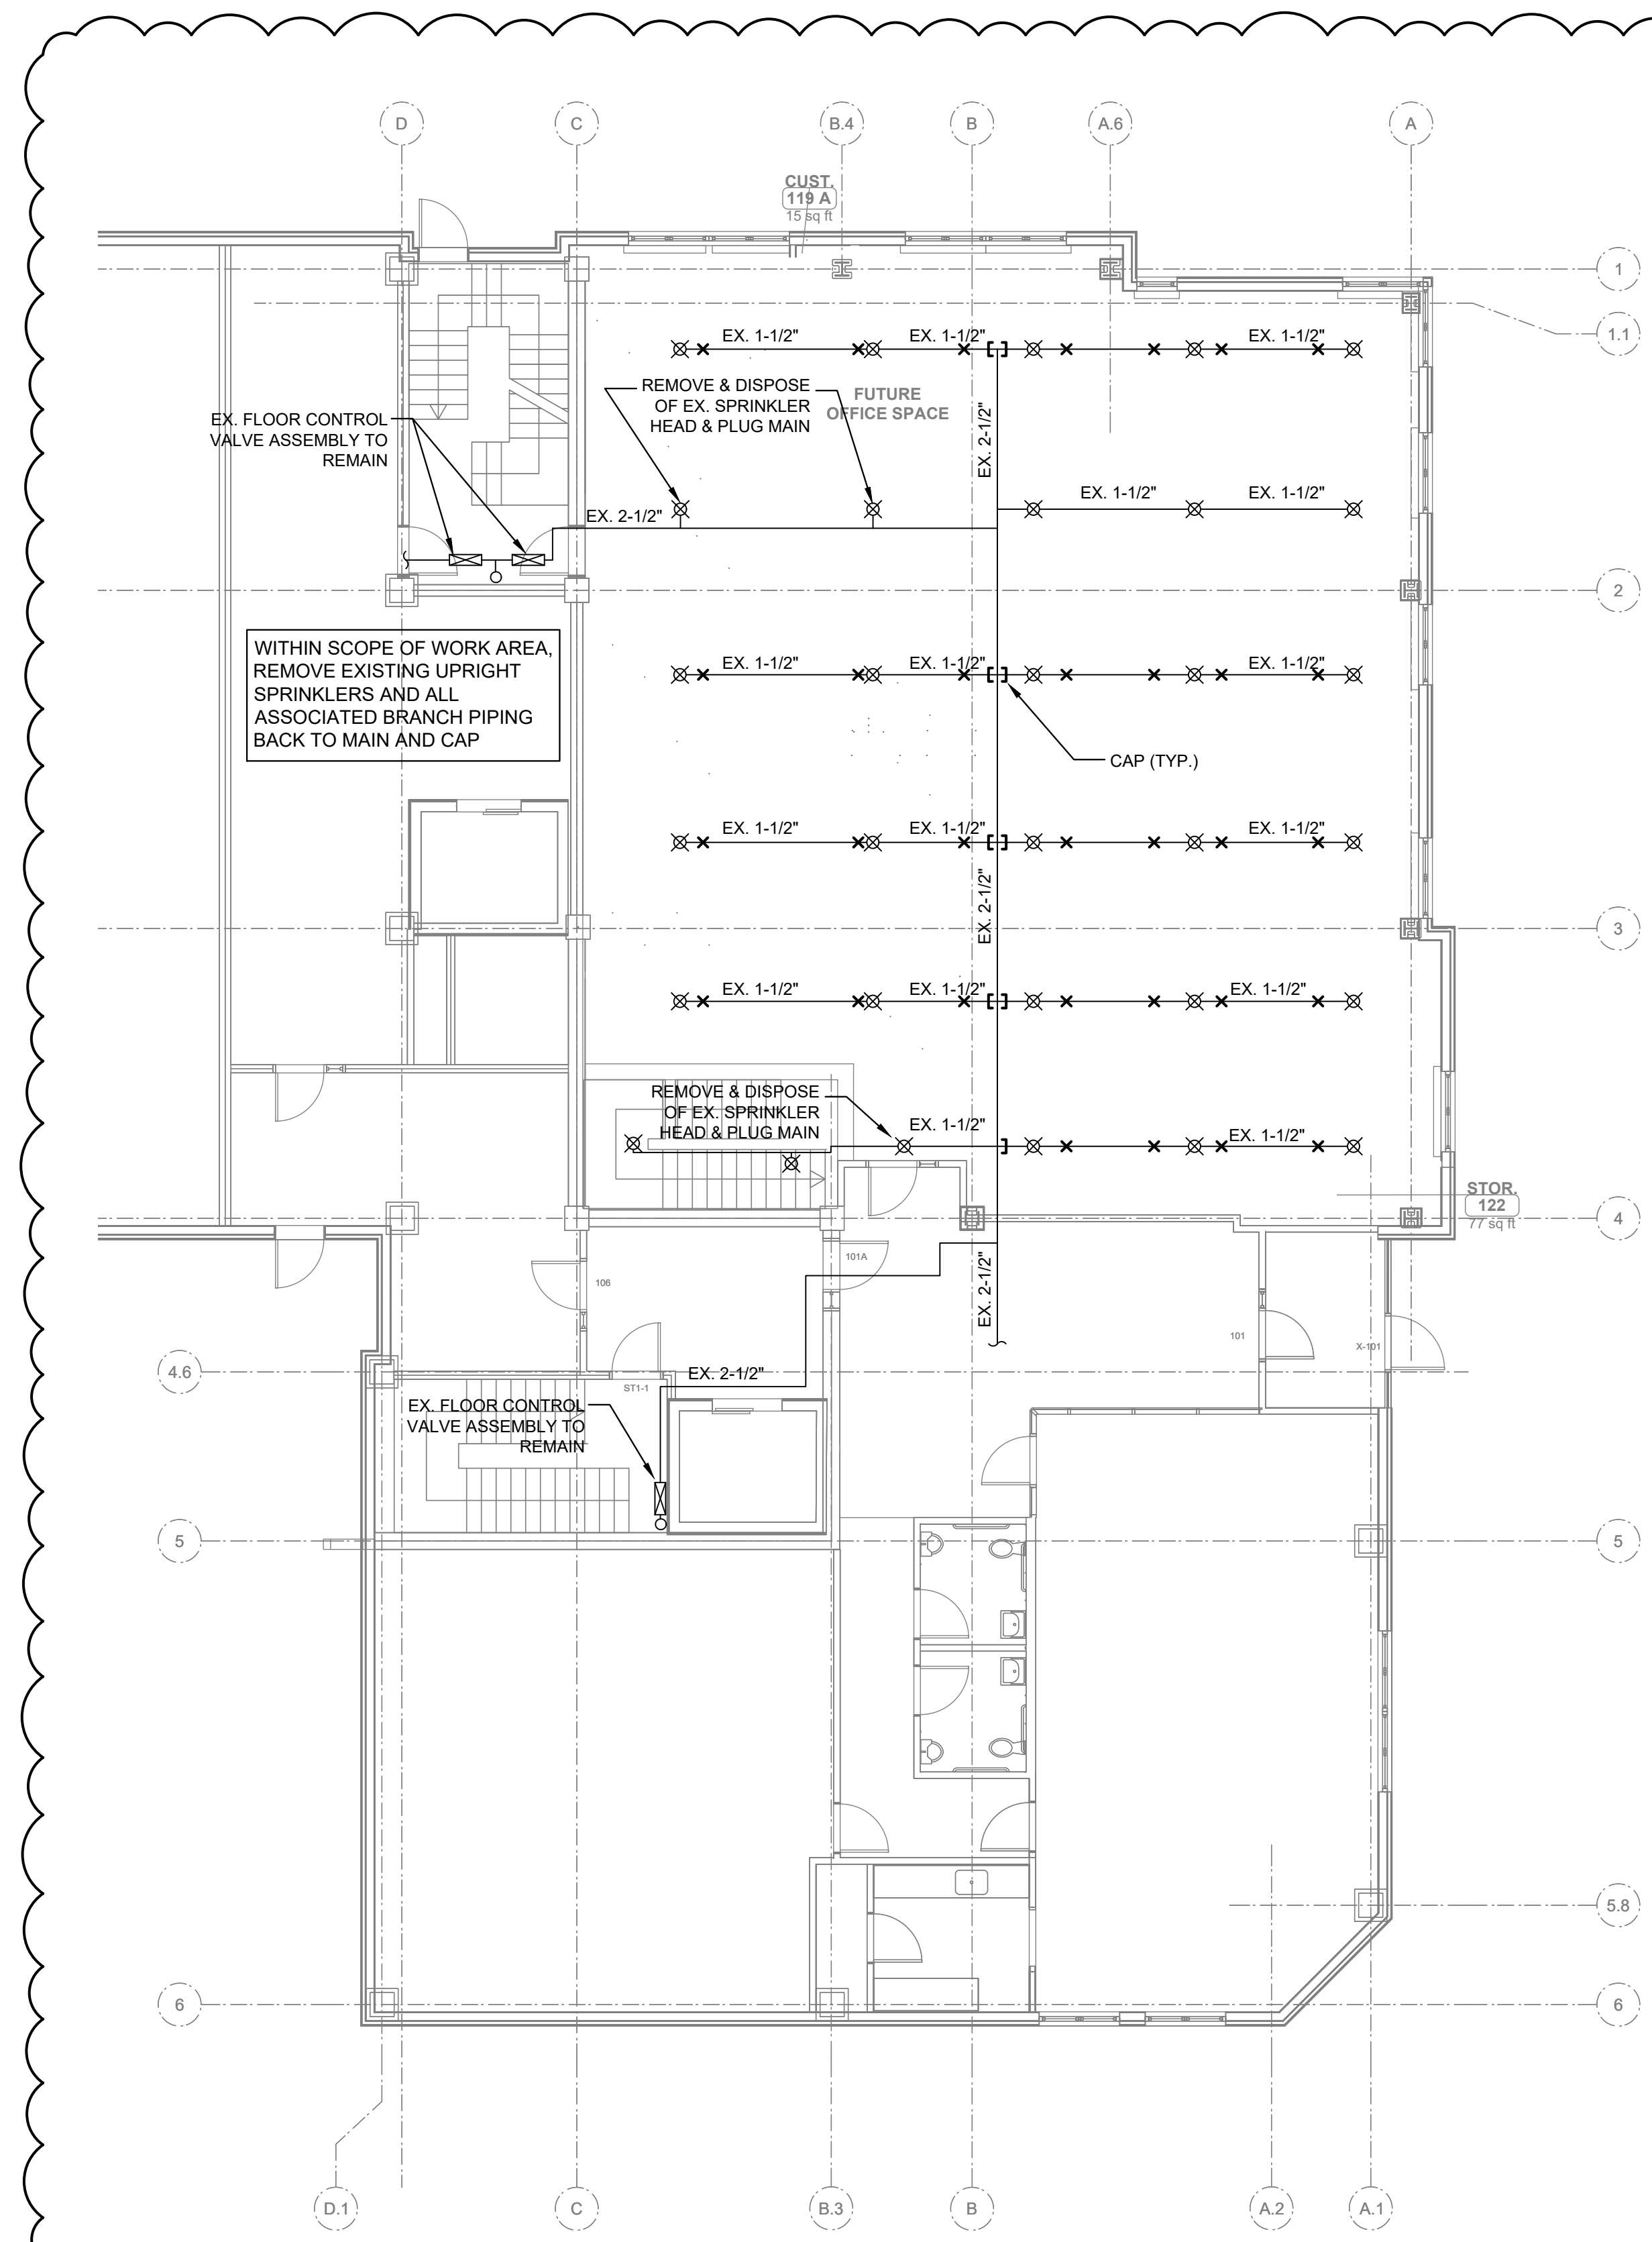 D
C
B.4
B
A.6
A
CUST.
119 A
15 sq ft
1
1.1
EX. 1-1/2"
EX. 1-1/2"
EX. 1-1/2"
REMOVE & DISPOSE
OF EX. SPRINKLER
HEAD & PLUG MAIN
FUTURE
OFFICE SPACE
EX. 2-1/2"
EX. FLOOR CONTROL
VALVE ASSEMBLY TO
REMAIN
EX. 1-1/2"
EX. 1-1/2"
EX. 2-1/2"
2
WITHIN SCOPE OF WORK AREA,
REMOVE EXISTING UPRIGHT
SPRINKLERS AND ALL
ASSOCIATED BRANCH PIPING
BACK TO MAIN AND CAP
EX. 1-1/2"
EX. 1-1/2"
EX. 1-1/2"
CAP (TYP.)
EX. 1-1/2"
EX. 1-1/2"
EX. 1-1/2"
EX. 2-1/2"
3
EX. 1-1/2"
EX. 1-1/2"
EX. 1-1/2"
REMOVE & DISPOSE
OF EX. SPRINKLER
HEAD & PLUG MAIN
EX. 1-1/2"
EX. 1-1/2"
STOR.
122
77 sq ft
4
101A
106
EX. 2-1/2"
101
X-101
4.6
EX. 2-1/2"
ST1-1
EX. FLOOR CONTROL
VALVE ASSEMBLY TO
REMAIN
5
5
5.8
6
6
D.1
C
B.3
B
A.2
A.1